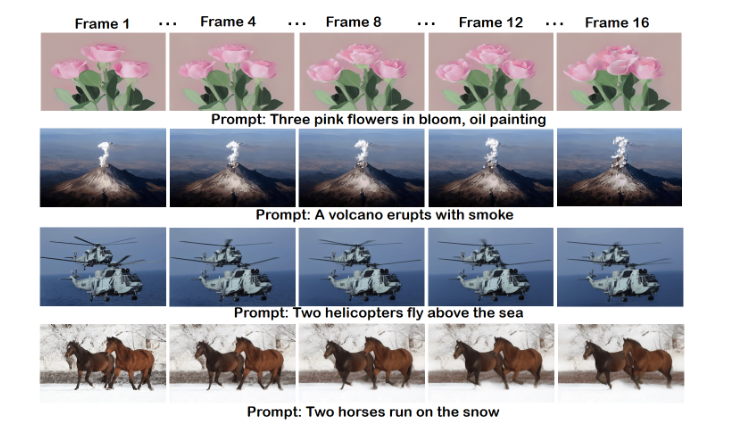 Frame 1 ... Frame 4 ... Frame 8 ... Frame 12 ... Frame 16
Prompt: Three pink flowers in bloom, oil painting
Prompt: A volcano erupts with smoke
Prompt: Two helicopters fly above the sea
Prompt: Two horses run on the snow